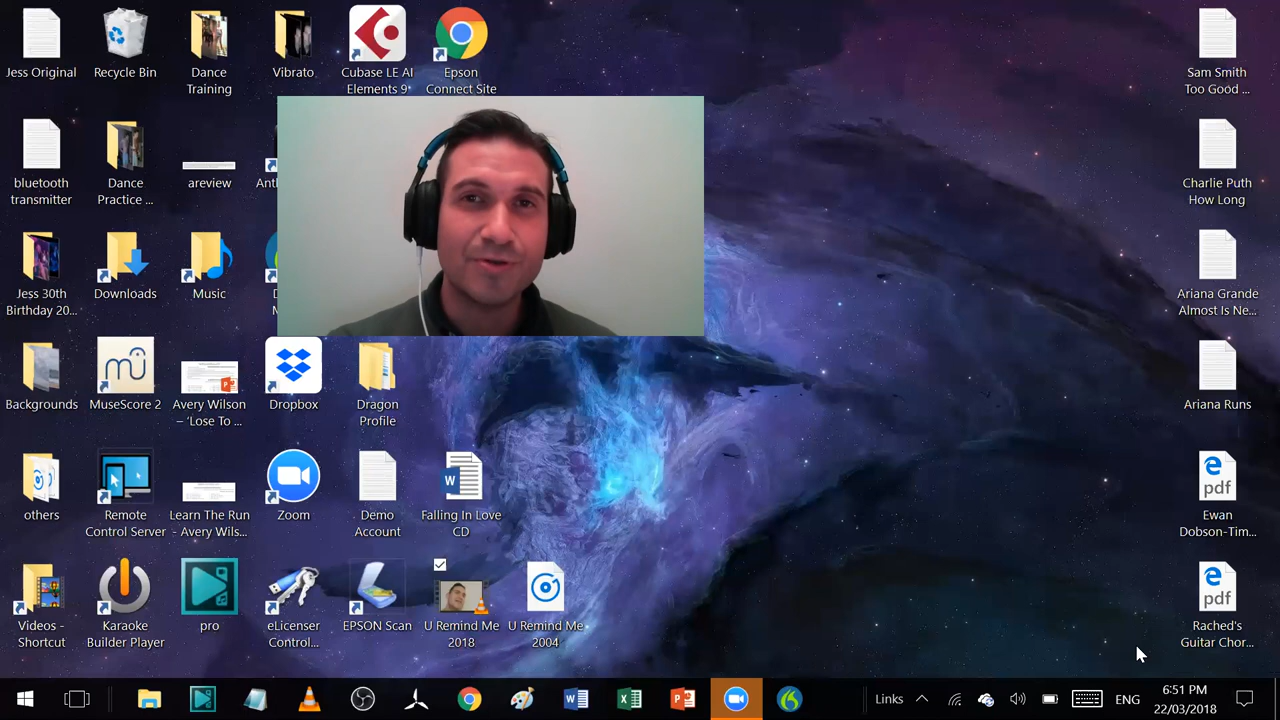 Jess Original
Recycle Bin
Dance
Training
Vibrato
Cubase LE AI
Elements 9
Epson
Connect Site
Sam Smith
Too Good ...
bluetooth
transmitter
Dance
Practice ...
areview
Charlie Puth
How Long
Jess 30th
Birthday 20...
Downloads
Music
Ariana Grande
Almost Is Ne...
Backgrounds
MuseScore 2
Avery Wilson
– 'Lose To ...
Dropbox
Dragon
Profile
Ariana Runs
others
Remote
Control Server
Learn The Run
- Avery Wils...
Zoom
Demo
Account
Falling In Love
CD
pdf
Ewan
Dobson-Tim...
Videos -
Shortcut
Karaoke
Builder Player
pro
eLicenser
Control...
EPSON Scan
U Remind Me
2018
U Remind Me
2004
pdf
Rached's
Guitar Chor...
Links
ENG
6:51 PM
22/03/2018